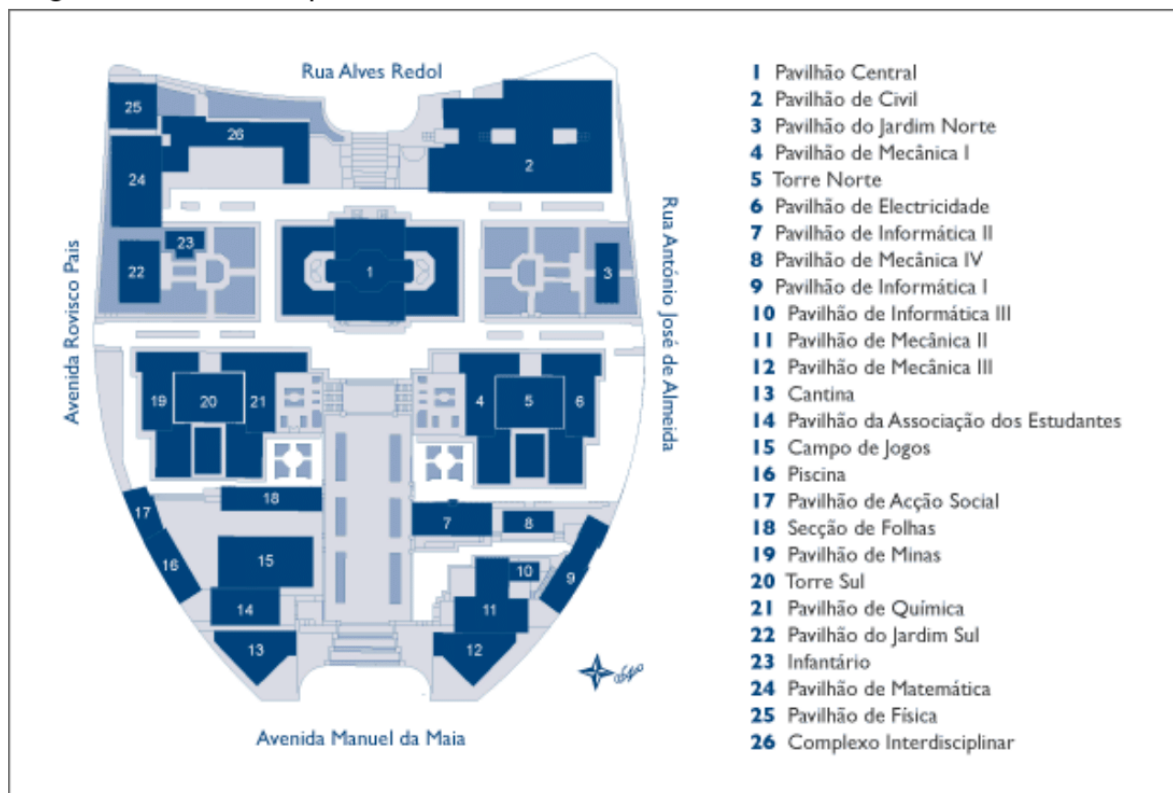 Rua Alves Redol
Avenida Rovisco Pais
Rua António José de Almeida
Avenida Manuel da Maia
25
26
24
2
23
22
1
3
19
20
21
4
5
6
18
17
7
8
15
16
10
9
14
11
13
12
1 Pavilhão Central
2 Pavilhão de Civil
3 Pavilhão do Jardim Norte
4 Pavilhão de Mecânica I
5 Torre Norte
6 Pavilhão de Electricidade
7 Pavilhão de Informática II
8 Pavilhão de Mecânica IV
9 Pavilhão de Informática I
10 Pavilhão de Informática III
11 Pavilhão de Mecânica II
12 Pavilhão de Mecânica III
13 Cantina
14 Pavilhão da Associação dos Estudantes
15 Campo de Jogos
16 Piscina
17 Pavilhão de Acção Social
18 Secção de Folhas
19 Pavilhão de Minas
20 Torre Sul
21 Pavilhão de Química
22 Pavilhão do Jardim Sul
23 Infantário
24 Pavilhão de Matemática
25 Pavilhão de Física
26 Complexo Interdisciplinar